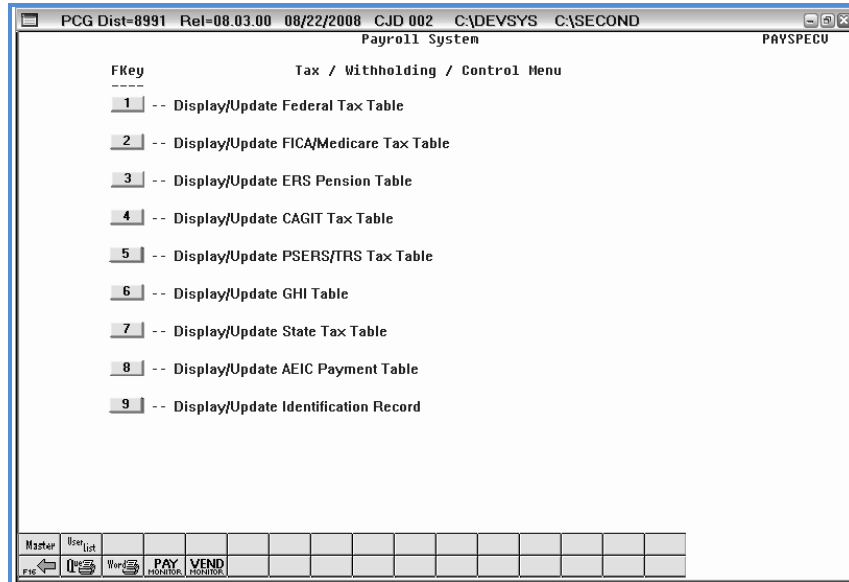 PCG Dist=8991 Rel=08.03.00 08/22/2008 CJD 002 C:\DEVSYS C:\SECOND
Payroll System PAYSPECV
FKey Tax / Withholding / Control Menu
----
1 -- Display/Update Federal Tax Table
2 -- Display/Update FICA/Medicare Tax Table
3 -- Display/Update ERS Pension Table
4 -- Display/Update CAGIT Tax Table
5 -- Display/Update PSERS/TRS Tax Table
6 -- Display/Update GHI Table
7 -- Display/Update State Tax Table
8 -- Display/Update AEIC Payment Table
9 -- Display/Update Identification Record
Master User list
F16 Que Word PAY MONITOR VEND MONITOR